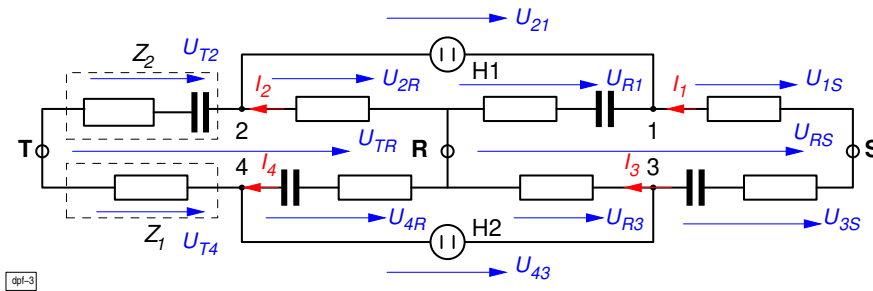 U21
Z2 UT2 H1
I2 U2R UR1 I1 U1S
2 1
T UTR R URS S
4 I4 I3 3
Z1 UT4 U4R H2 UR3 U3S
U43
dpf-3